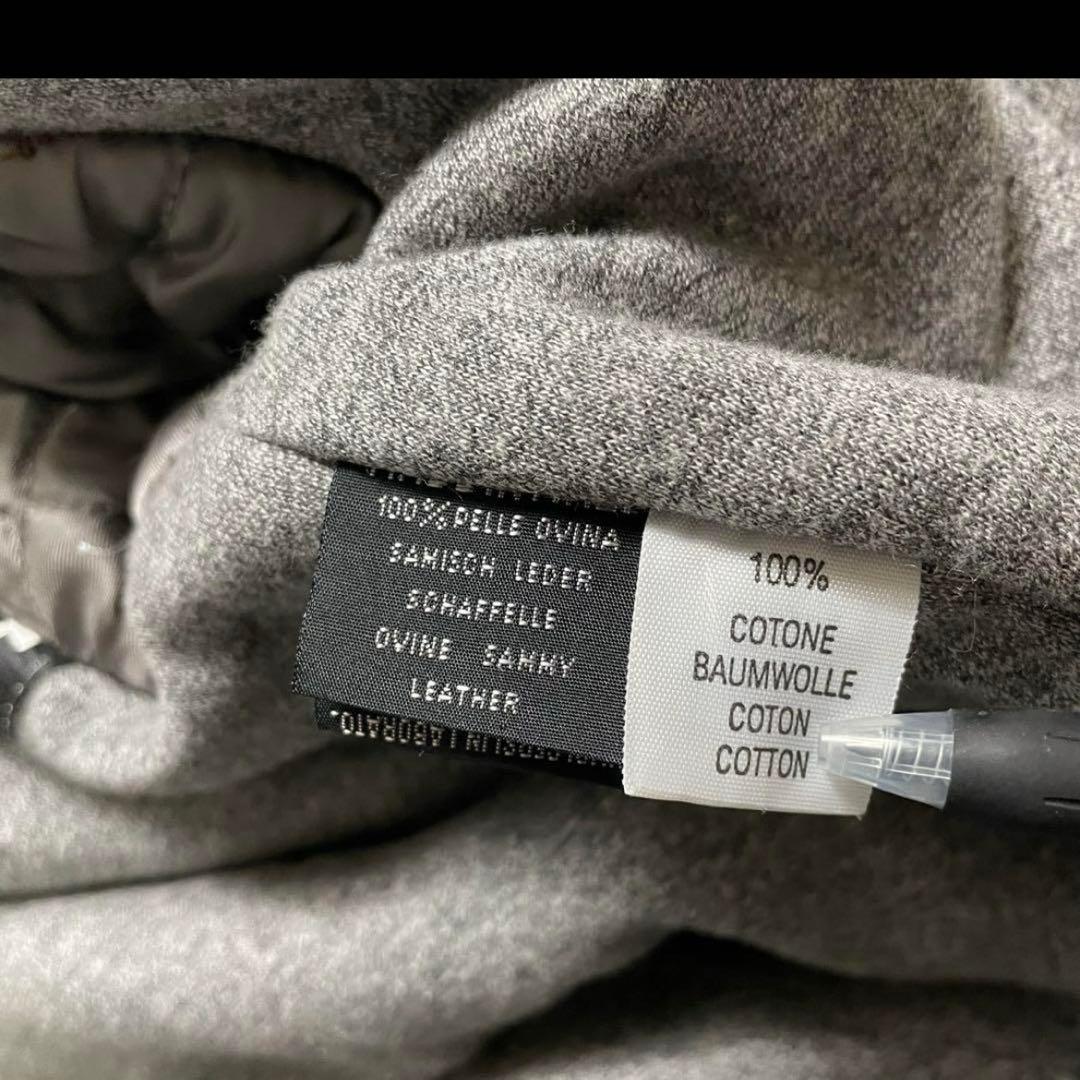 100% PELLE OVINA
SAMISCH LEDER
SCHAFFELLE
OVINE SAMMY
LEATHER
100%
COTONE
BAUMWOLLE
COTON
COTTON